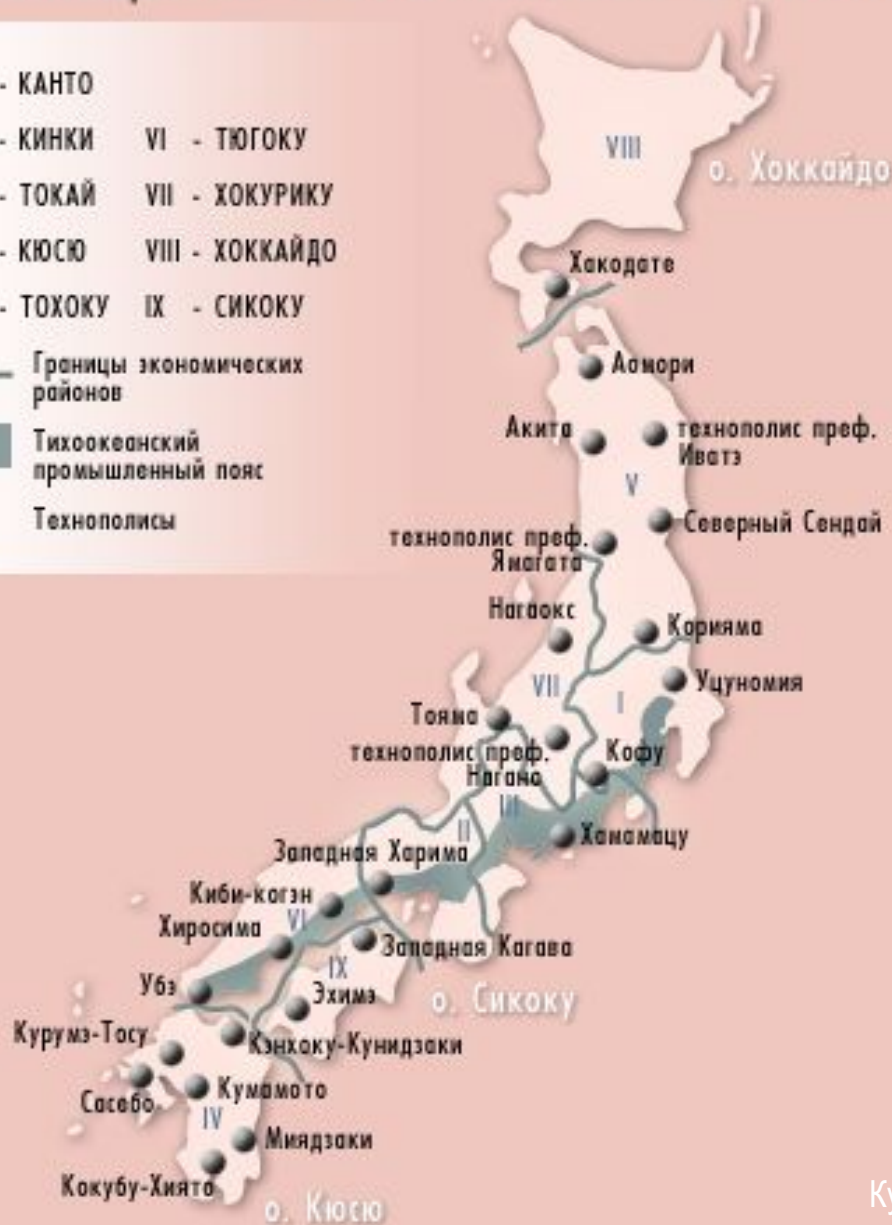 - КАНТО
- КИНКИ VI - ТЮГОКУ
- ТОКАЙ VII - ХОКУРИКУ
- КЮСЮ VIII - ХОККАЙДО
- ТОХОКУ IX - СИКОКУ
Границы экономических
районов
Тихоокеанский
промышленный пояс
Технополисы
VIII
о. Хоккайдо
Хакодате
Аомори
Акита
технополис преф.
Иватэ
V
Северный Сендай
технополис преф.
Ямагата
Нагаокс
Корияма
VII
I
Уцуномия
Тояма
технополис преф.
Нагано
Кофу
III
II
Хамамацу
Западная Харима
Киби-когэн
VI
Хиросима
Западная Кагава
IX
Убэ
Эхимэ
о. Сикоку
Курумэ-Тосу
Кэнхоку-Кунидзаки
Сасебо
Кумамото
IV
Миядзаки
Кокубу-Хиято
о. Кюсю